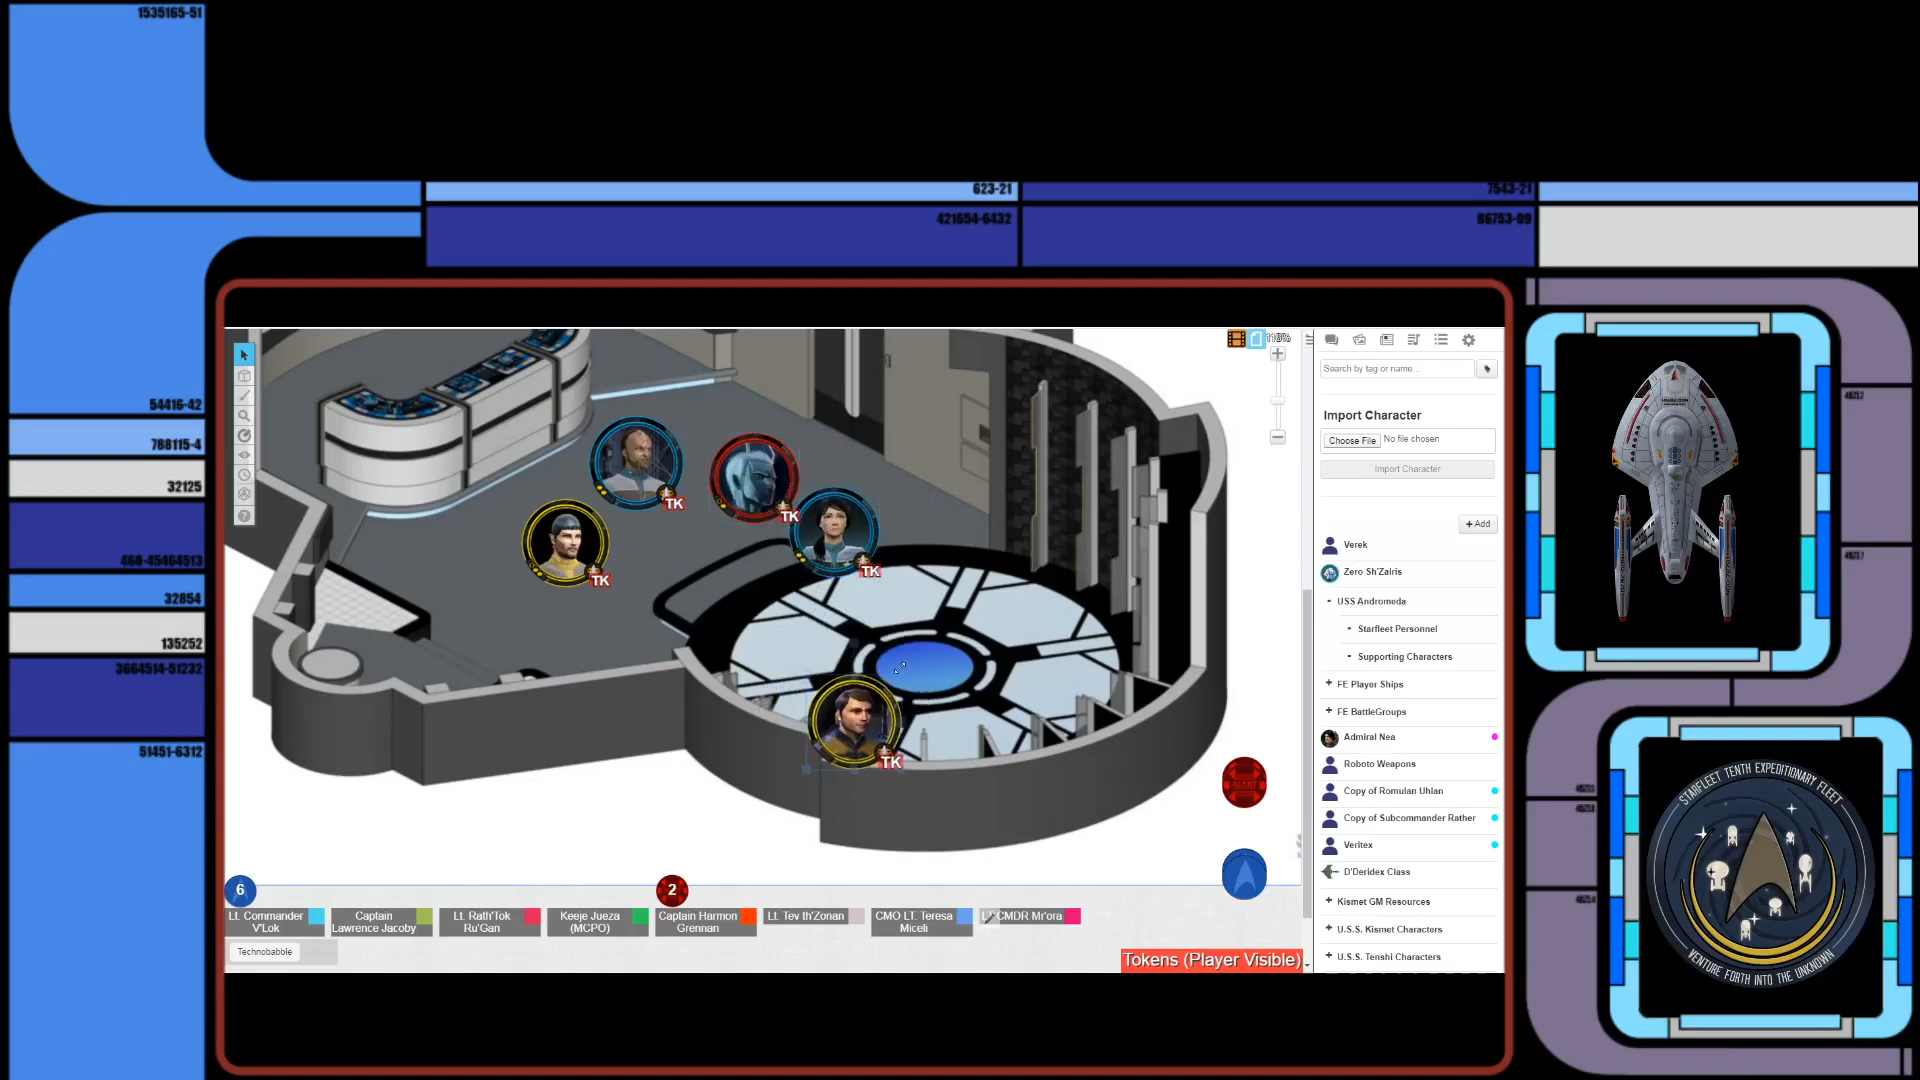 1535165-51
623-21
7543-21
421654-6432
86753-09
54416-42
788115-4
32125
468-45464513
32854
135252
3664514-51232
51451-6312
Search by tag or name...
Import Character
Choose File No file chosen
Import Character
+ Add
Verek
Zero Sh'Zalris
USS Andromeda
Starfleet Personnel
Supporting Characters
FE Player Ships
FE BattleGroups
Admiral Nea
Roboto Weapons
Copy of Romulan Uhlan
Copy of Subcommander Rather
Veritex
D'Deridex Class
Kismet GM Resources
U.S.S. Kismet Characters
U.S.S. Tenshi Characters
TK
TK
TK
TK
TK
ALERT
6
2
Lt. Commander
V'Lok
Captain
Lawrence Jacoby
Lt. Rath'Tok
Ru'Gan
Keeje Jueza
(MCPO)
Captain Harmon
Grennan
Lt. Tev th'Zonan
CMO LT. Teresa
Miceli
CMDR Mr'ora
Technobabble
Tokens (Player Visible)
STARFLEET TENTH EXPEDITIONARY FLEET
VENTURE FORTH INTO THE UNKNOWN